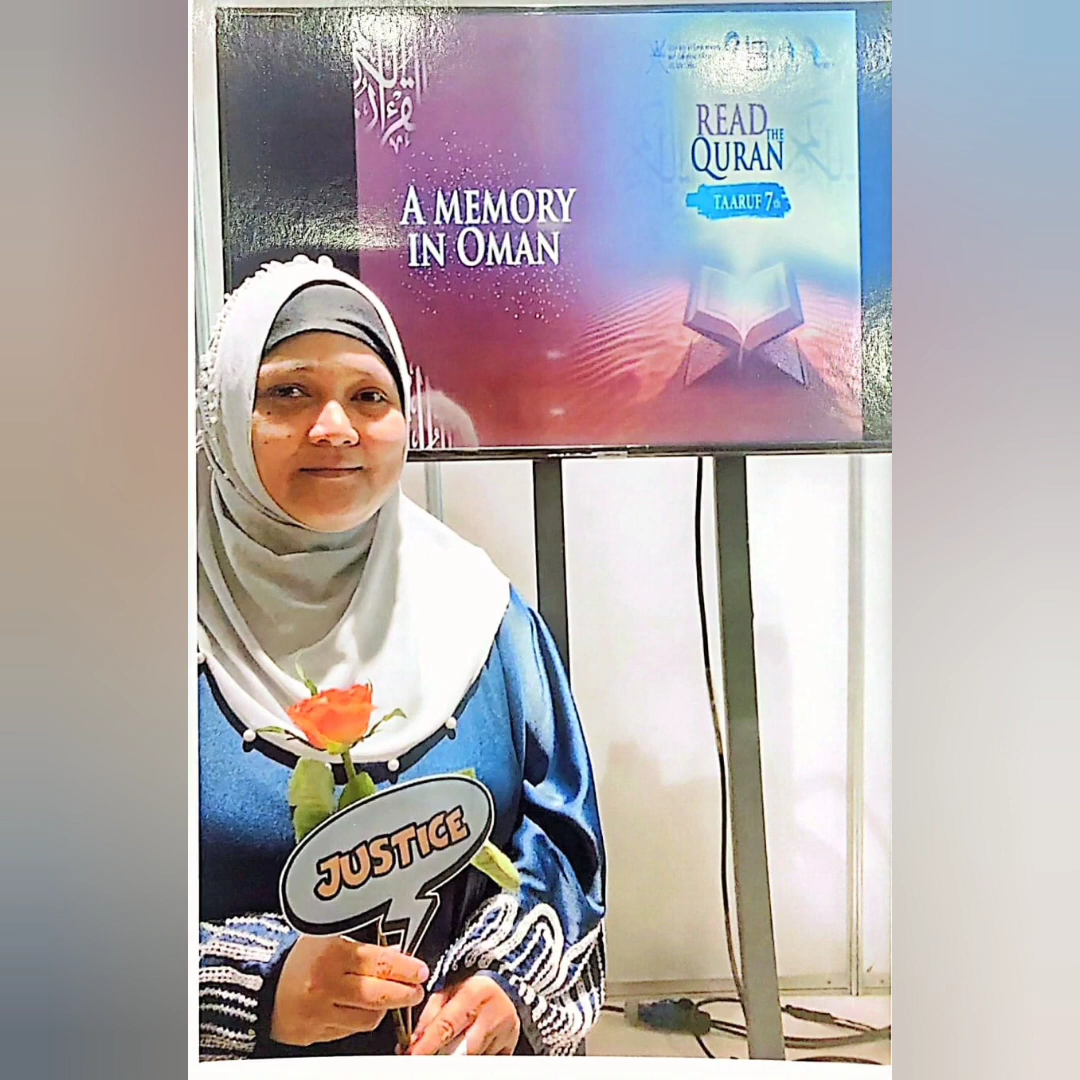 A MEMORY
IN OMAN
READ
THE
QURAN
TAARUF 7th
JUSTICE